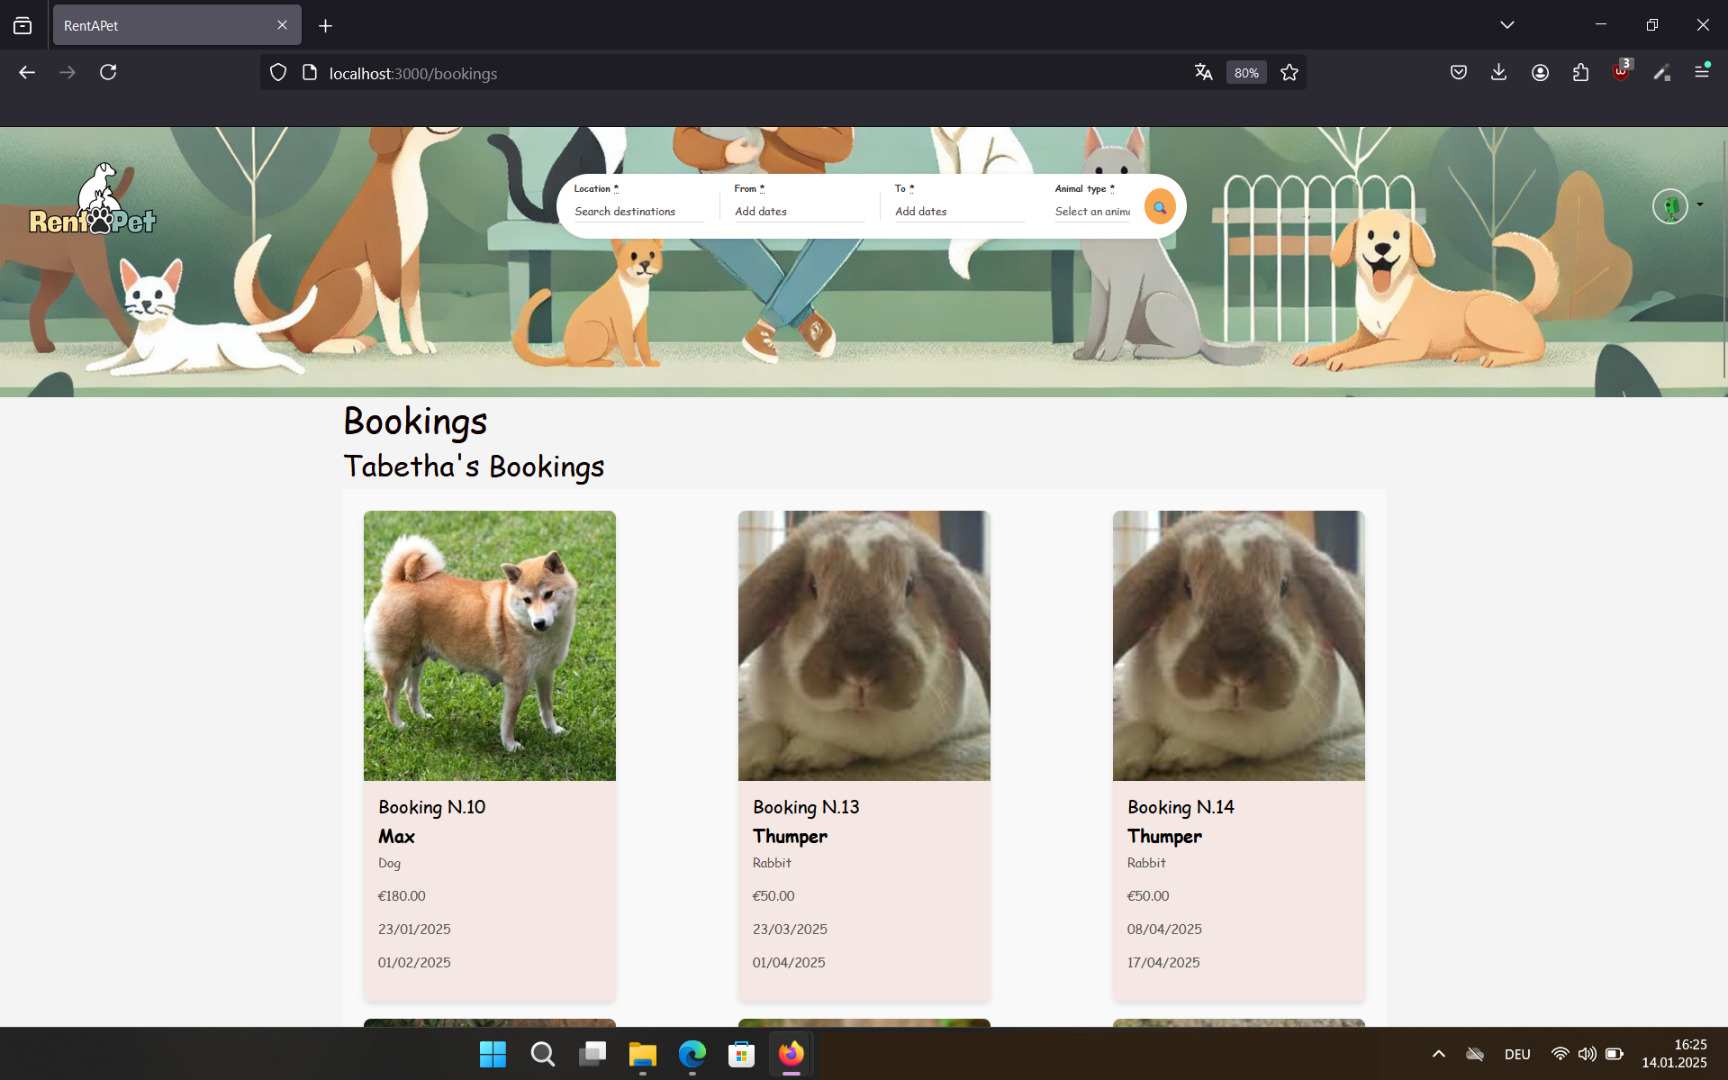 RentAPet
localhost:3000/bookings
80%
3
RentPet
Location *
Search destinations
From *
Add dates
To *
Add dates
Animal type *
Select an anima
Bookings
Tabetha's Bookings
Booking N.10
Max
Dog
€180.00
23/01/2025
01/02/2025
Booking N.13
Thumper
Rabbit
€50.00
23/03/2025
01/04/2025
Booking N.14
Thumper
Rabbit
€50.00
08/04/2025
17/04/2025
DEU
16:25
14.01.2025